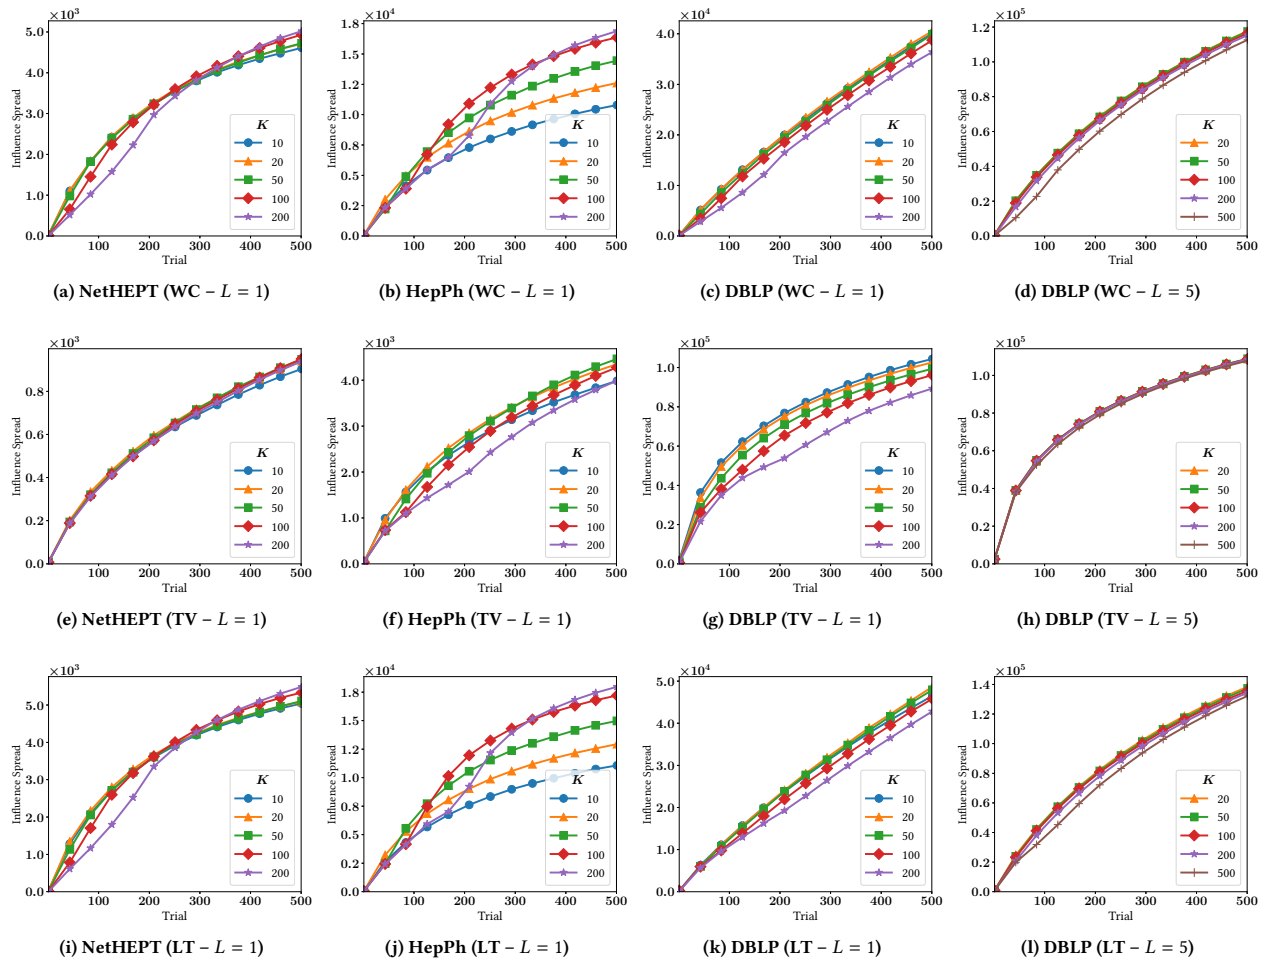 ×10³
5.0
4.0
3.0
2.0
1.0
0.0
Influence Spread
K
10
20
50
100
200
100 200 300 400 500
Trial
(a) NetHEPT (WC – L = 1)
×10⁴
1.8
1.5
1.2
1.0
0.8
0.5
0.2
0.0
Influence Spread
K
10
20
50
100
200
100 200 300 400 500
Trial
(b) HepPh (WC – L = 1)
×10⁴
4.0
3.0
2.0
1.0
0.0
Influence Spread
K
10
20
50
100
200
100 200 300 400 500
Trial
(c) DBLP (WC – L = 1)
×10⁵
1.2
1.0
0.8
0.6
0.4
0.2
0.0
Influence Spread
K
20
50
100
200
500
100 200 300 400 500
Trial
(d) DBLP (WC – L = 5)
×10³
0.8
0.6
0.4
0.2
0.0
Influence Spread
K
10
20
50
100
200
100 200 300 400 500
Trial
(e) NetHEPT (TV – L = 1)
×10³
4.0
3.0
2.0
1.0
0.0
Influence Spread
K
10
20
50
100
200
100 200 300 400 500
Trial
(f) HepPh (TV – L = 1)
×10⁵
1.0
0.8
0.6
0.4
0.2
0.0
Influence Spread
K
10
20
50
100
200
100 200 300 400 500
Trial
(g) DBLP (TV – L = 1)
×10⁵
1.0
0.8
0.6
0.4
0.2
0.0
Influence Spread
K
20
50
100
200
500
100 200 300 400 500
Trial
(h) DBLP (TV – L = 5)
×10³
5.0
4.0
3.0
2.0
1.0
0.0
Influence Spread
K
10
20
50
100
200
100 200 300 400 500
Trial
(i) NetHEPT (LT – L = 1)
×10⁴
1.8
1.5
1.2
1.0
0.8
0.5
0.2
0.0
Influence Spread
K
10
20
50
100
200
100 200 300 400 500
Trial
(j) HepPh (LT – L = 1)
×10⁴
5.0
4.0
3.0
2.0
1.0
0.0
Influence Spread
K
10
20
50
100
200
100 200 300 400 500
Trial
(k) DBLP (LT – L = 1)
×10⁵
1.4
1.2
1.0
0.8
0.6
0.4
0.2
0.0
Influence Spread
K
20
50
100
200
500
100 200 300 400 500
Trial
(l) DBLP (LT – L = 5)